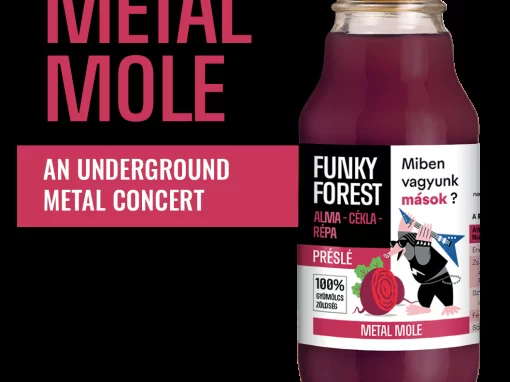 METAL
MOLE
AN UNDERGROUND
METAL CONCERT
FUNKY
FOREST
ALMA - CÉKLA -
RÉPA
PRÉSLÉ
100%
GYÜMÖLCS
ZÖLDSÉG
METAL MOLE
Miben
vagyunk
mások?